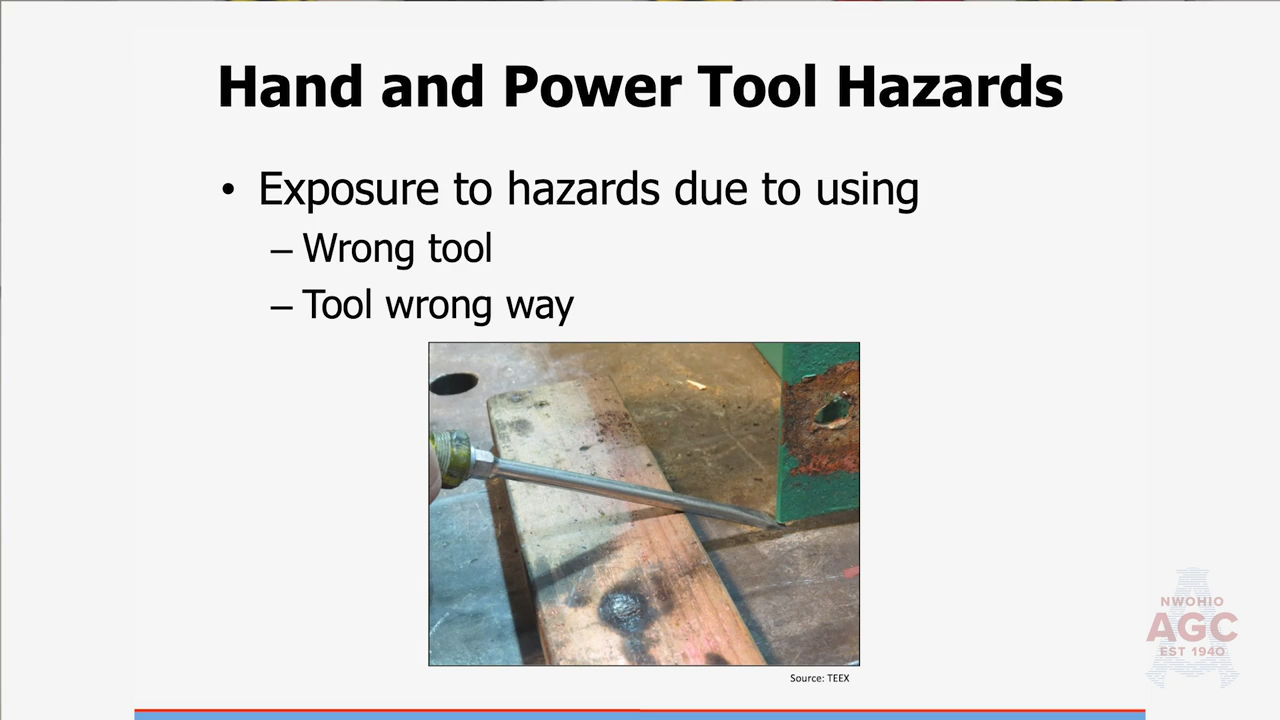 Hand and Power Tool Hazards
• Exposure to hazards due to using
– Wrong tool
– Tool wrong way
Source: TEEX
NWOHIO
AGC
EST 1940